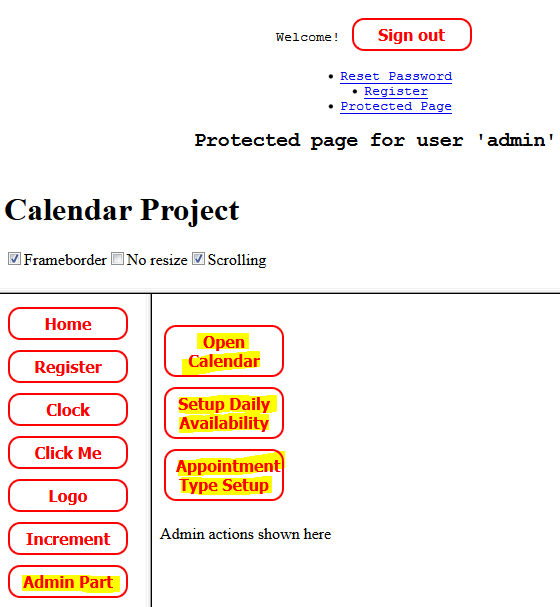 Welcome! Sign out
Reset Password
Register
Protected Page
Protected page for user 'admin'
Calendar Project
Frameborder No resize Scrolling
Home
Register
Clock
Click Me
Logo
Increment
Admin Part
Open
Calendar
Setup Daily
Availability
Appointment
Type Setup
Admin actions shown here